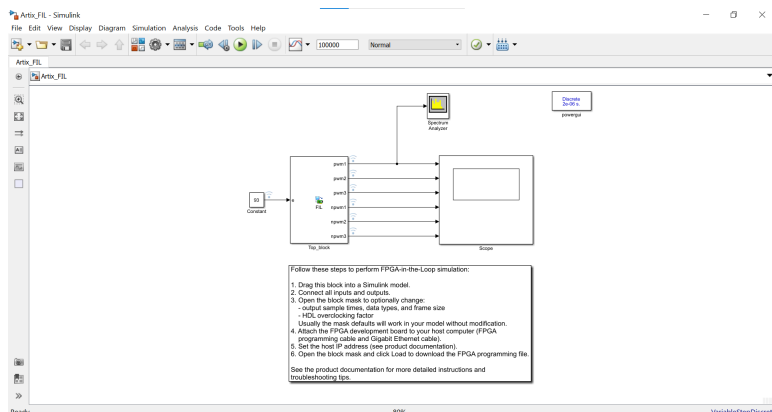 Artix_FIL - Simulink
File Edit View Display Diagram Simulation Analysis Code Tools Help
100000
Normal
Artix_FIL
Artix_FIL
Spectrum
Analyzer
Discrete
2e-06 s.
powergui
93
Constant
a
FIL
pwm1
pwm2
pwm3
npwm1
npwm2
npwm3
Top_block
Scope
Follow these steps to perform FPGA-in-the-Loop simulation:
1. Drag this block into a Simulink model.
2. Connect all inputs and outputs.
3. Open the block mask to optionally change:
- output sample times, data types, and frame size
- HDL overclocking factor
Usually the mask defaults will work in your model without modification.
4. Attach the FPGA development board to your host computer (FPGA
programming cable and Gigabit Ethernet cable).
5. Set the host IP address (see product documentation).
6. Open the block mask and click Load to download the FPGA programming file.
See the product documentation for more detailed instructions and
troubleshooting tips.
Ready
80%
VariableStepDiscrete